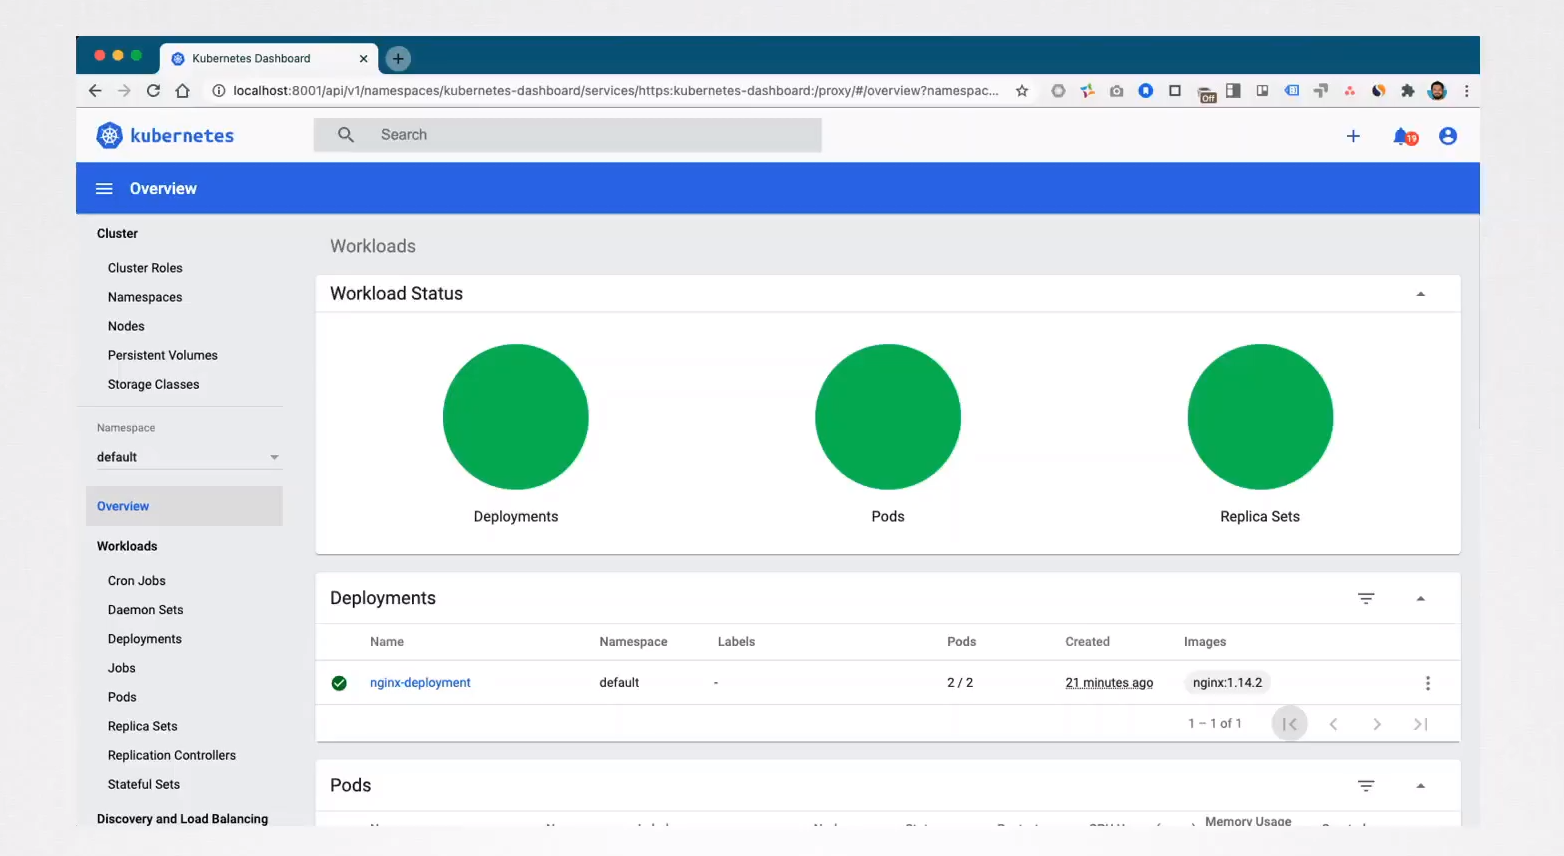 Kubernetes Dashboard
localhost:8001/api/v1/namespaces/kubernetes-dashboard/services/https:kubernetes-dashboard:/proxy/#/overview?namespac...
Off
kubernetes
Search
19
Overview
Cluster
Cluster Roles
Namespaces
Nodes
Persistent Volumes
Storage Classes
Namespace
default
Overview
Workloads
Cron Jobs
Daemon Sets
Deployments
Jobs
Pods
Replica Sets
Replication Controllers
Stateful Sets
Discovery and Load Balancing
Workloads
Workload Status
Deployments Pods Replica Sets
Deployments
Name Namespace Labels Pods Created Images
nginx-deployment default - 2 / 2 21 minutes ago nginx:1.14.2
1 – 1 of 1
Pods
Memory Usage